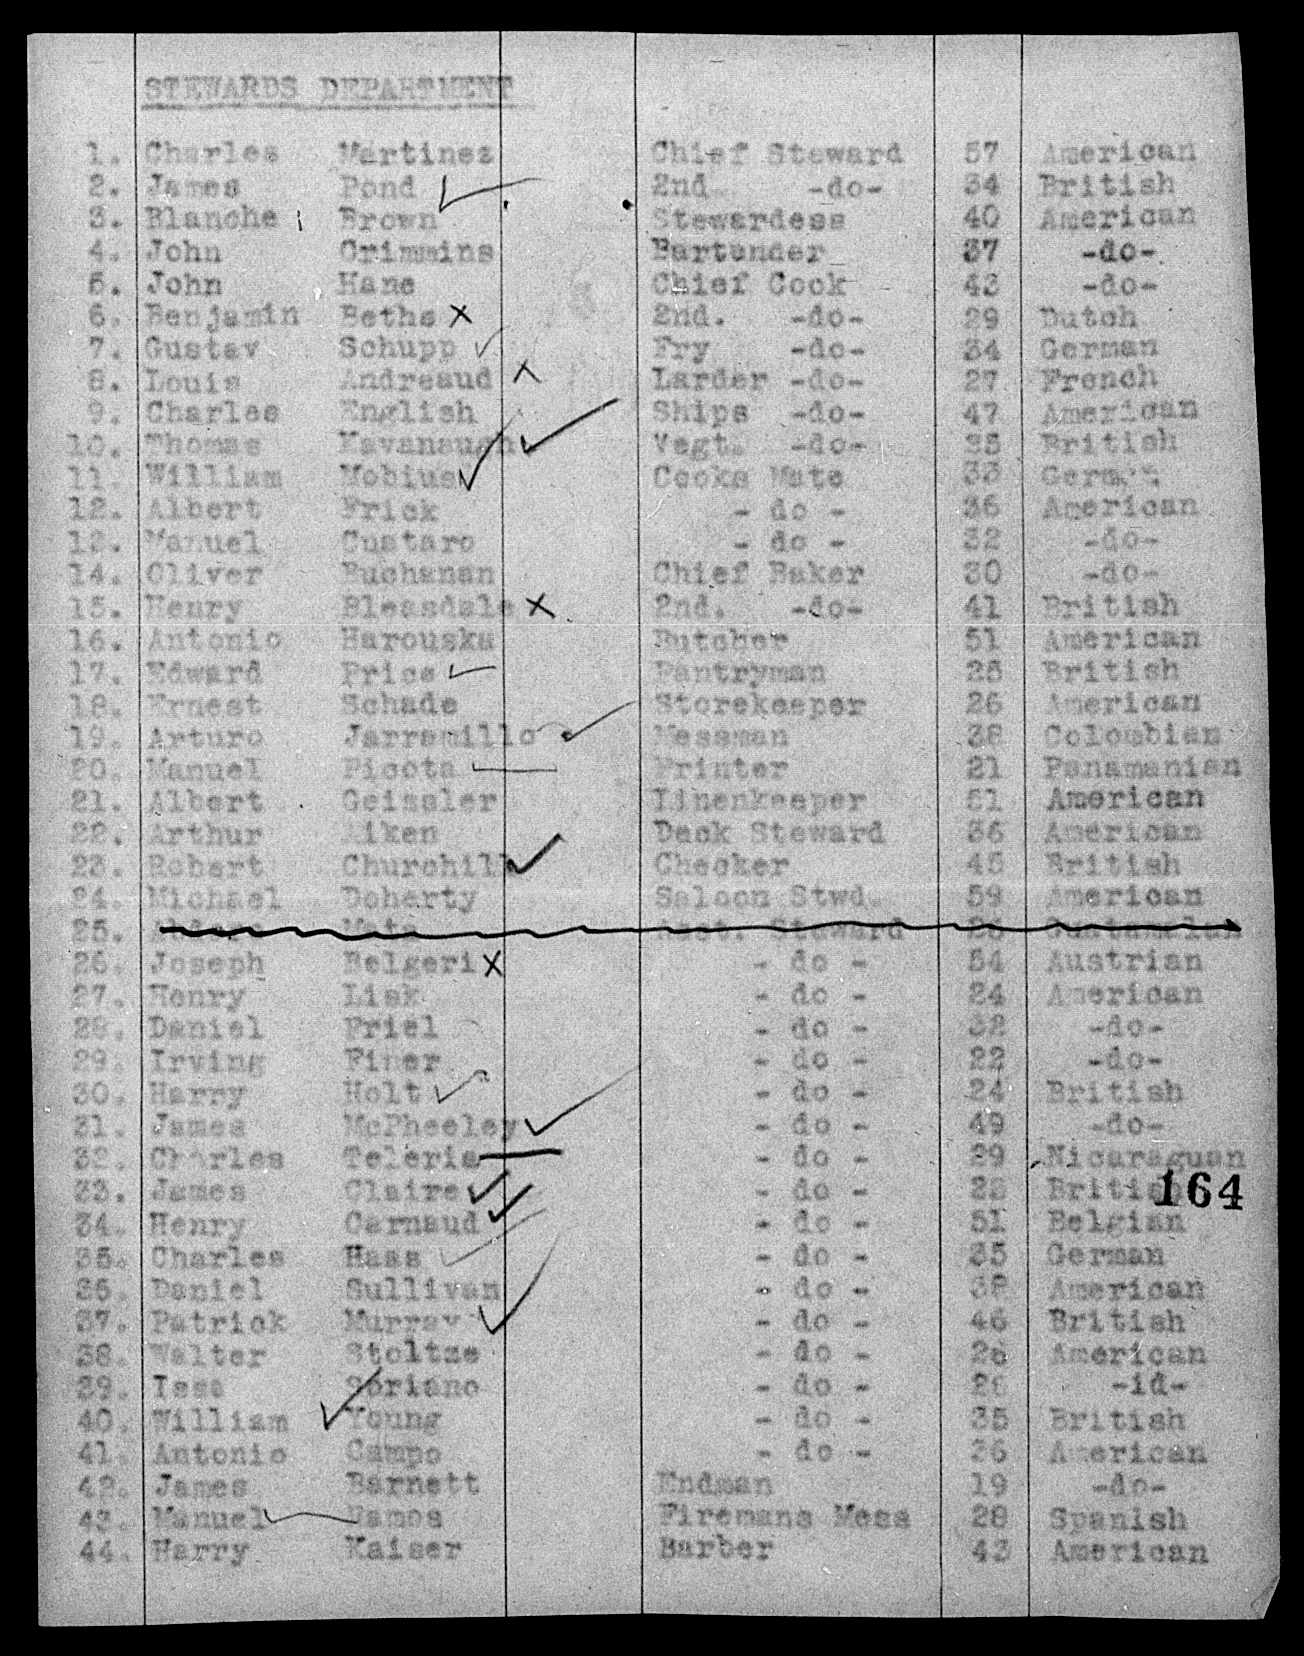 STEWARDS DEPARTMENT
1. Charles Martinez Chief Steward 57 American
2. James Pond 2nd -do- 34 British
3. Blanche Brown Stewardess 40 American
4. John Crimmins Bartender 37 -do-
5. John Hane Chief Cook 43 -do-
6. Benjamin Beths 2nd. -do- 29 Dutch
7. Gustav Schupp Fry -do- 34 German
8. Louis Andreaud Larder -do- 27 French
9. Charles English Ships -do- 47 American
10. Thomas Kavanaugh Vegt. -do- 35 British
11. William Mobius Cooks Mate 33 German
12. Albert Frick - do - 36 American
13. Manuel Custaro - do - 32 -do-
14. Oliver Buchanan Chief Baker 30 -do-
15. Henry Bleasdale 2nd. -do- 41 British
16. Antonio Harouska Butcher 51 American
17. Edward Price Pantryman 25 British
18. Ernest Schade Storekeeper 26 American
19. Arturo Jarramillo Messman 38 Colombian
20. Manuel Picota Printer 21 Panamanian
21. Albert Geissler Linenkeeper 51 American
22. Arthur Aiken Deck Steward 36 American
23. Robert Churchill Checker 45 British
24. Michael Doherty Saloon Stwd. 59 American
25. Asst. Steward
26. Joseph Belgeri - do - 54 Austrian
27. Henry Lisk - do - 24 American
28. Daniel Friel - do - 32 -do-
29. Irving Finer - do - 22 -do-
30. Harry Holt - do - 24 British
31. James McPheeley - do - 49 -do-
32. Charles Teleria - do - 29 Nicaraguan
33. James Claire - do - British
164
34. Henry Carnaud - do - 51 Belgian
35. Charles Hass - do - 35 German
36. Daniel Sullivan - do - 38 American
37. Patrick Murray - do - 46 British
38. Walter Stoltze - do - 26 American
39. Soriano - do - -id-
40. William Young - do - 35 British
41. Antonio Campo - do - 36 American
42. James Barnett Endman 19 -do-
43. Manuel Ramos Firemans Mess 28 Spanish
44. Harry Kaiser Barber 43 American